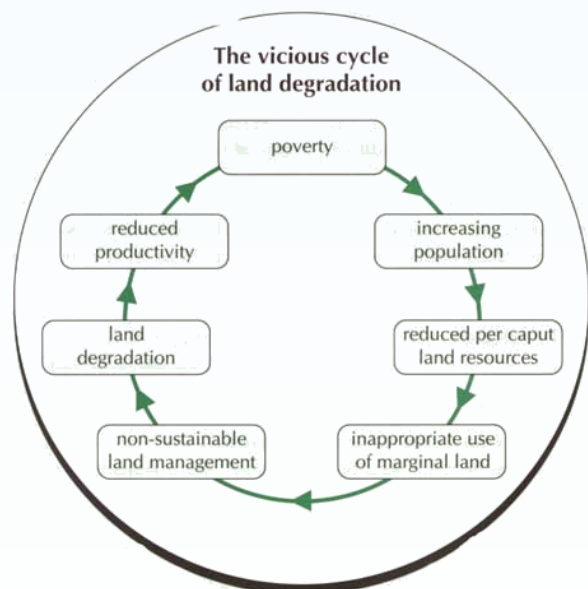 The vicious cycle
of land degradation
poverty
increasing
population
reduced per caput
land resources
inappropriate use
of marginal land
non-sustainable
land management
land
degradation
reduced
productivity